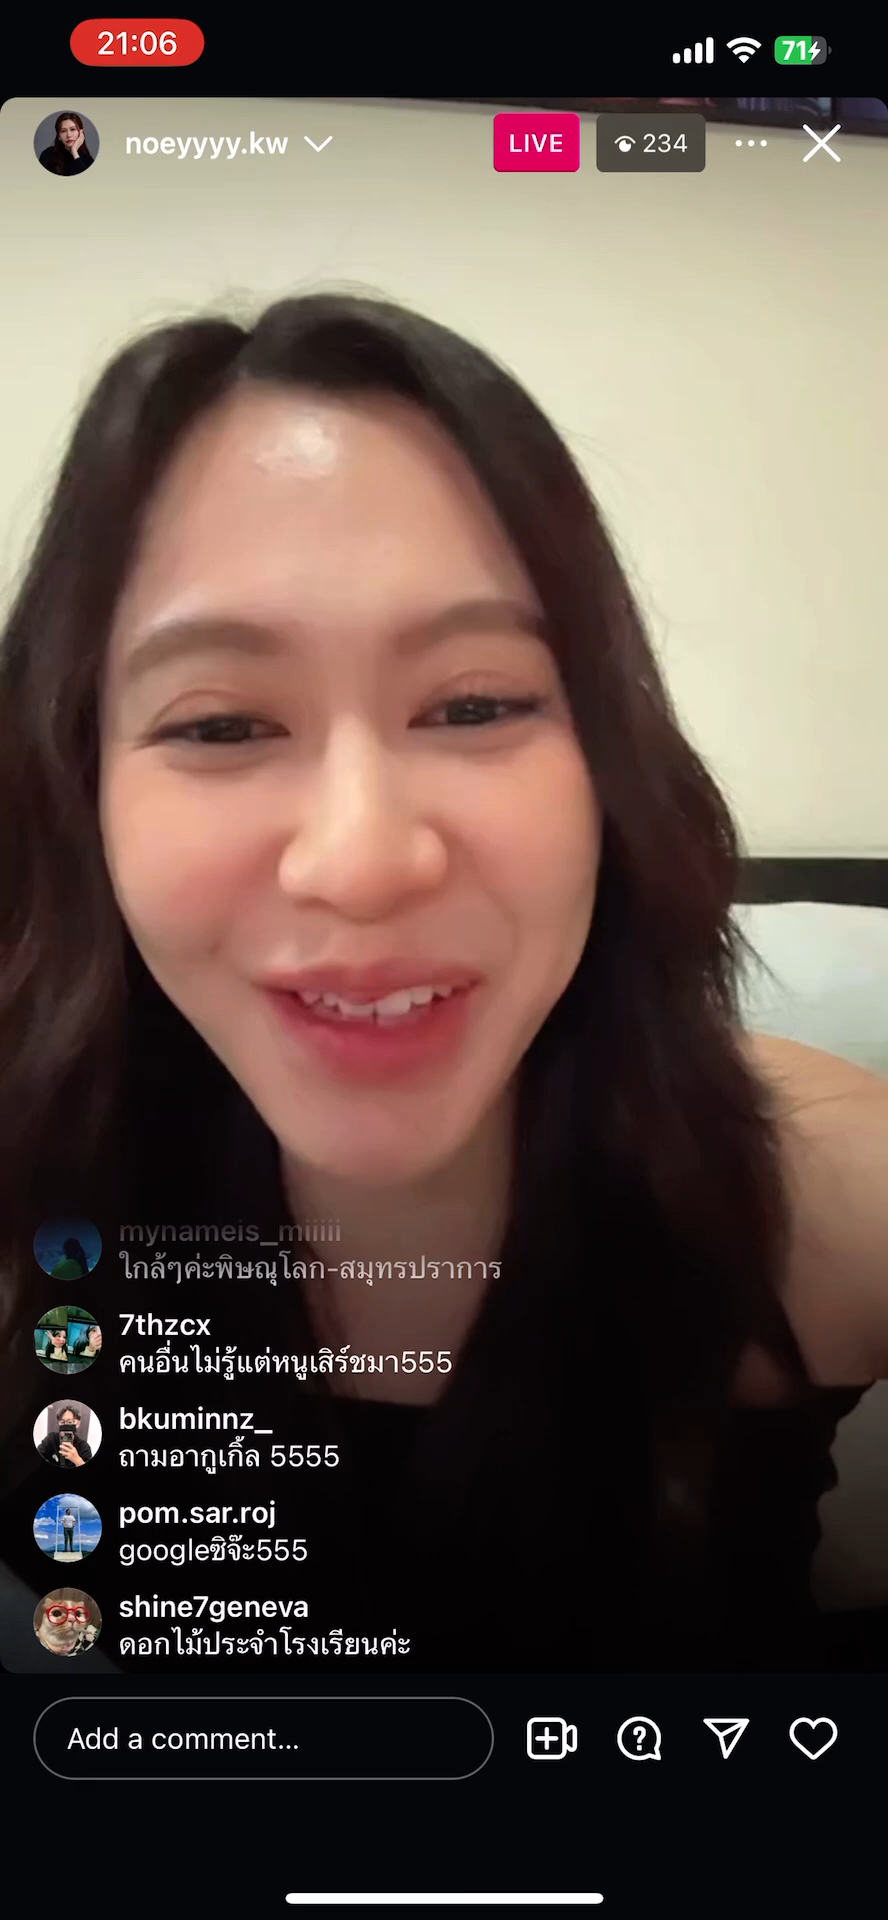 21:06
71
noeyyyy.kw
LIVE
234
mynameis_miiiii
ใกล้ๆค่ะพิษณุโลก-สมุทรปราการ
7thzcx
คนอื่นไม่รู้แต่หนูเสิร์ชมา555
bkuminnz_
ถามอากูเกิ้ล 5555
pom.sar.roj
googleซิจ๊ะ555
shine7geneva
ดอกไม้ประจำโรงเรียนค่ะ
Add a comment...